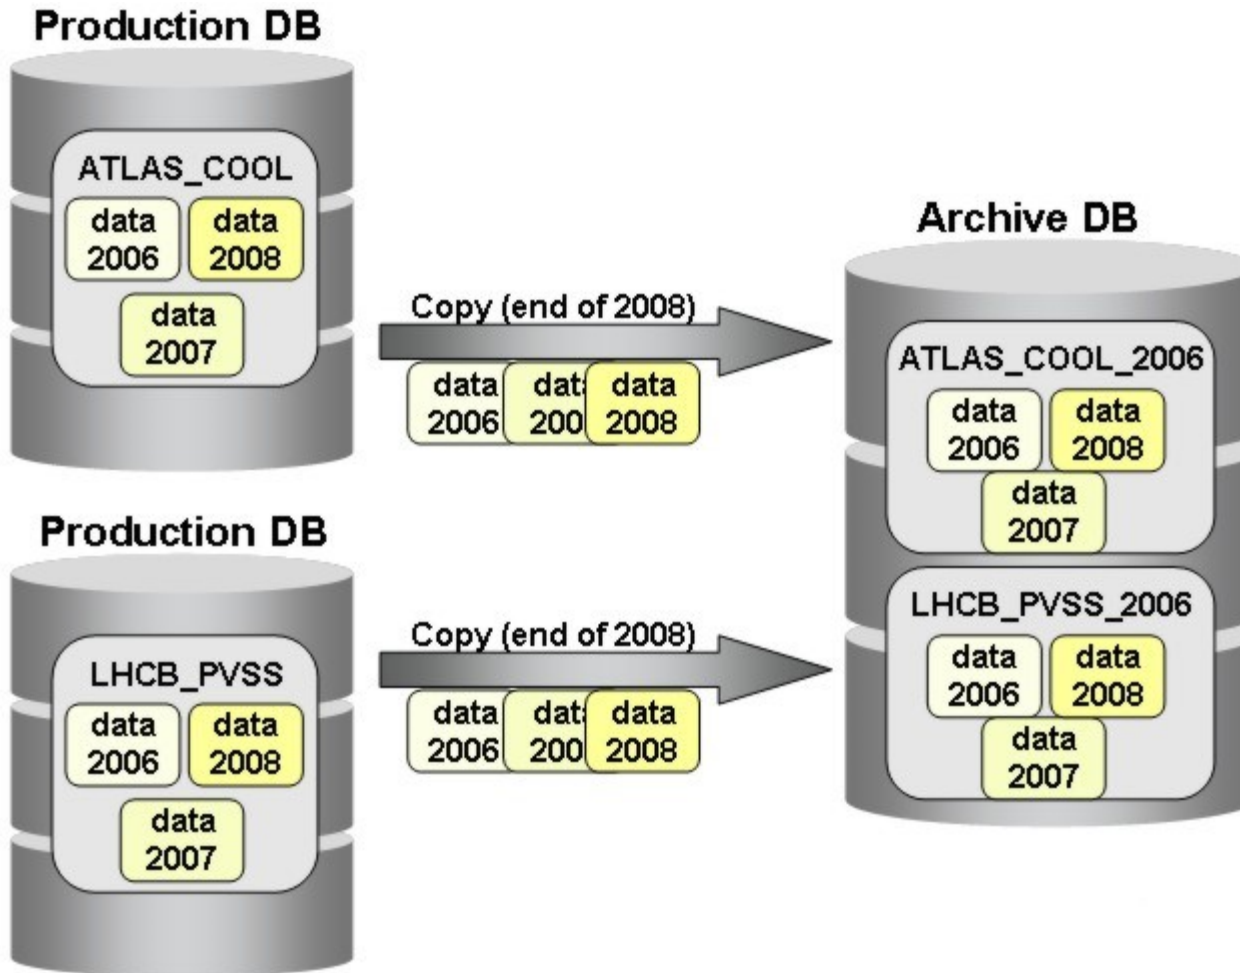 Production DB
ATLAS_COOL
data
2006
data
2008
data
2007
Copy (end of 2008)
data
2006
200
data
2008
Archive DB
ATLAS_COOL_2006
data
2006
data
2008
data
2007
Production DB
LHCB_PVSS
data
2006
data
2008
data
2007
Copy (end of 2008)
data
2006
200
data
2008
LHCB_PVSS_2006
data
2006
data
2008
data
2007